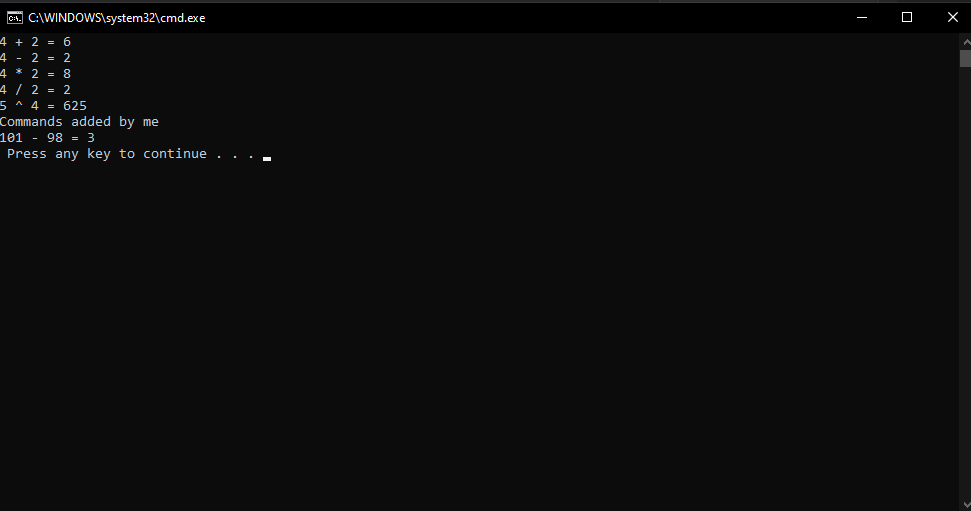 C:\WINDOWS\system32\cmd.exe
4 + 2 = 6
4 - 2 = 2
4 * 2 = 8
4 / 2 = 2
5 ^ 4 = 625
Commands added by me
101 - 98 = 3
Press any key to continue . . .